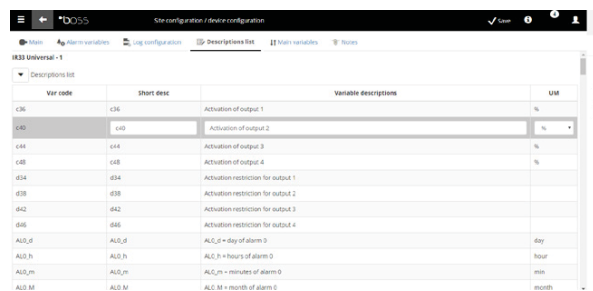 boss Site configuration / device configuration Save
Main Alarm variables Log configuration Descriptions list Main variables Notes
IR33 Universal - 1
Descriptions list
Var code Short desc Variable descriptions UM
c36 c36 Activation of output 1 %
c40 c40 Activation of output 2 %
c44 c44 Activation of output 3 %
c48 c48 Activation of output 4 %
d34 d34 Activation restriction for output 1
d38 d38 Activation restriction for output 2
d42 d42 Activation restriction for output 3
d46 d46 Activation restriction for output 4
AL0_d AL0_d AL0_d = day of alarm 0 day
AL0_h AL0_h AL0_h = hours of alarm 0 hour
AL0_m AL0_m AL0_m = minutes of alarm 0 min
AL0_M AL0_M AL0_M = month of alarm 0 month